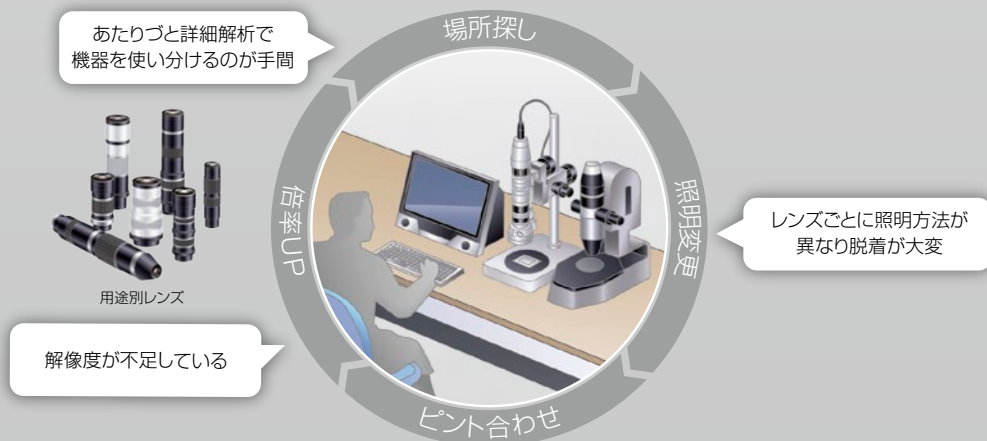 あたりづと詳細解析で
機器を使い分けるのが手間
場所探し
照明変更
レンズごとに照明方法が
異なり脱着が大変
ピント合わせ
倍率UP
用途別レンズ
解像度が不足している